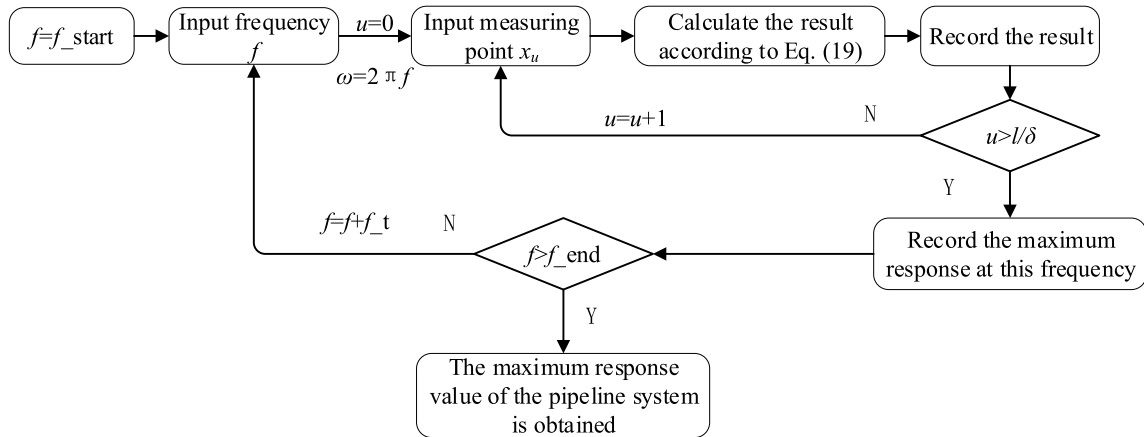 f=f_start
Input frequency
f
u=0
ω=2πf
Input measuring
point xᵤ
Calculate the result
according to Eq. (19)
Record the result
u=u+1
N
u>l/δ
Y
f=f+f_t
N
f>f_end
Record the maximum
response at this frequency
Y
The maximum response
value of the pipeline system
is obtained